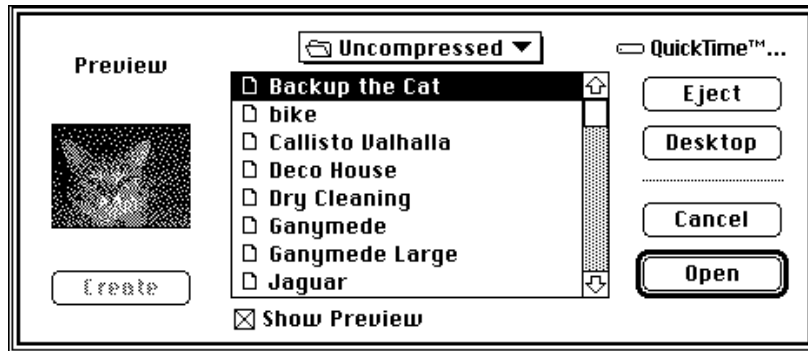 Preview
Create
Uncompressed
Backup the Cat
bike
Callisto Valhalla
Deco House
Dry Cleaning
Ganymede
Ganymede Large
Jaguar
Show Preview
QuickTime™...
Eject
Desktop
Cancel
Open